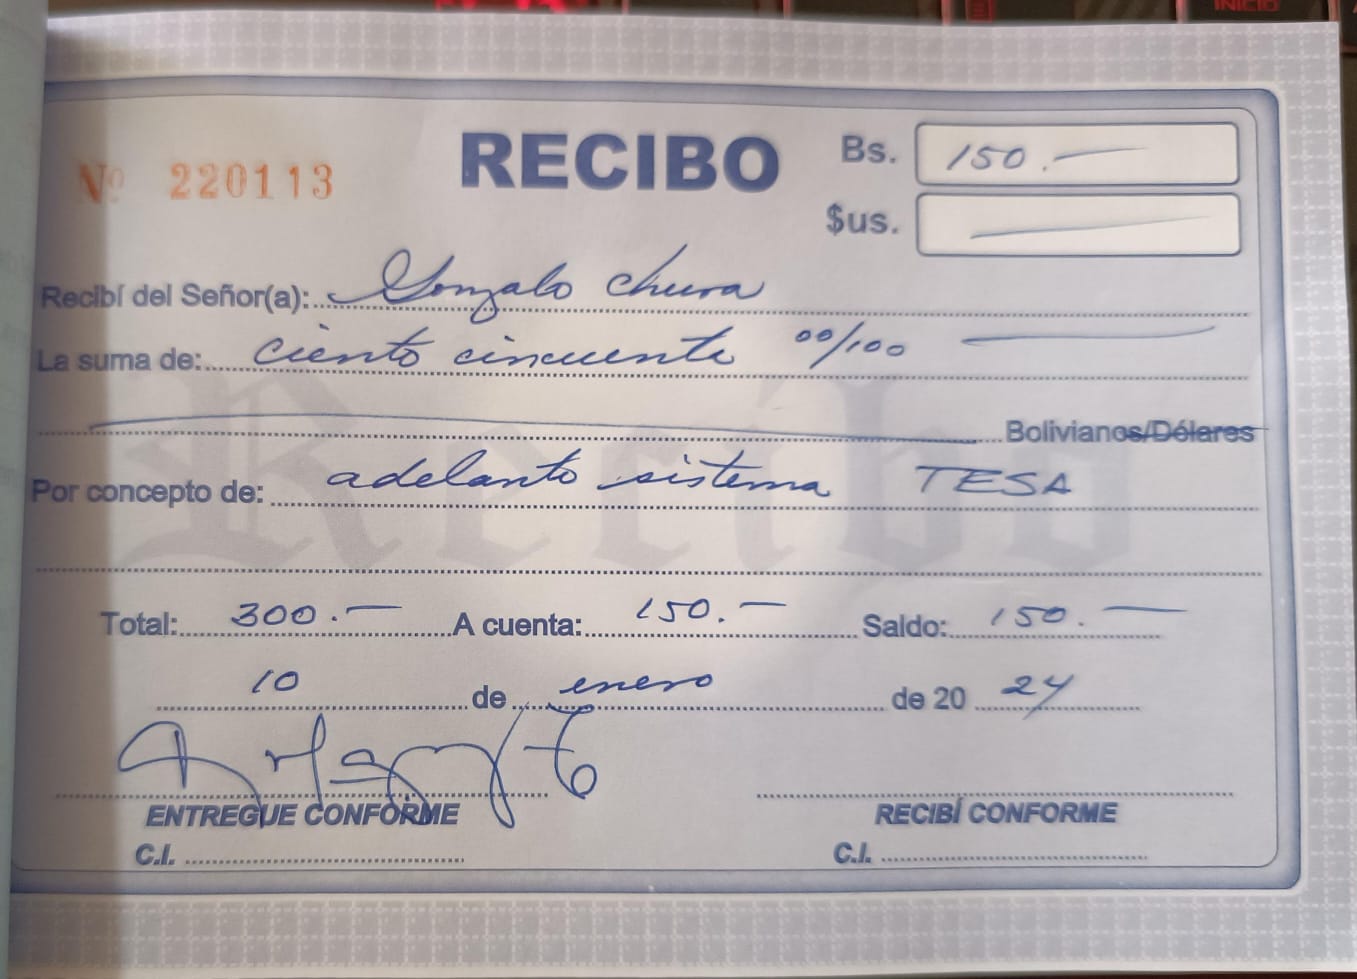 INICIO
RECIBO
Nº 220113
Bs. 150.-
$us.
Recibí del Señor(a): Gonzalo Chura
La suma de: ciento cincuenta 00/100
Bolivianos/Dólares
Por concepto de: adelanto sistema TESA
Recibo
Total: 300.- A cuenta: 150.- Saldo: 150.-
10 de enero de 20 24
ENTREGUE CONFORME RECIBÍ CONFORME
C.I. C.I.